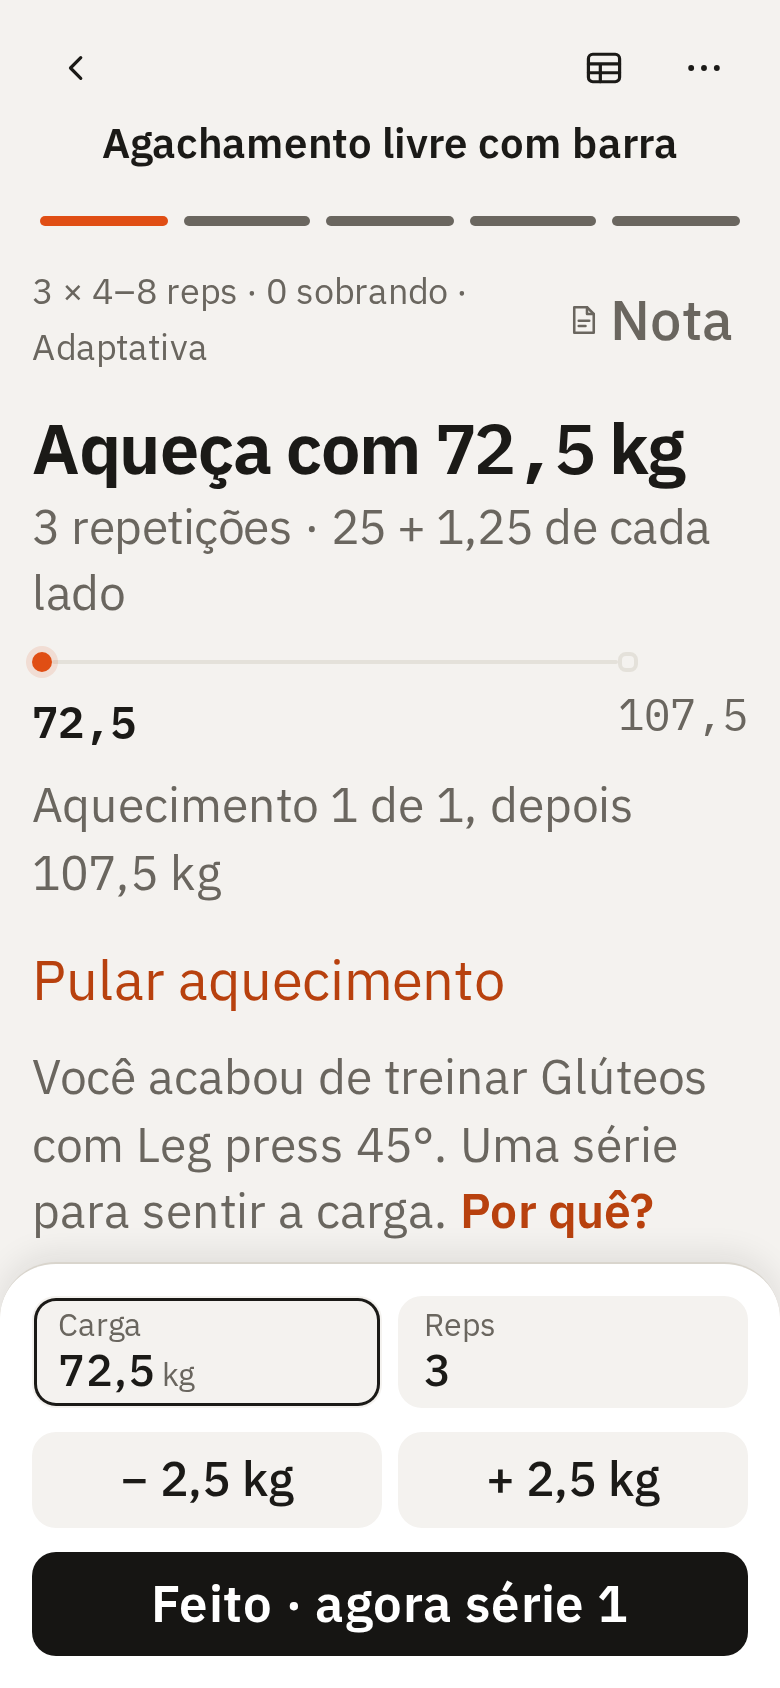 Agachamento livre com barra
3 × 4–8 reps · 0 sobrando ·
Adaptativa
Nota
Aqueça com 72,5 kg
3 repetições · 25 + 1,25 de cada
lado
72,5
107,5
Aquecimento 1 de 1, depois
107,5 kg
Pular aquecimento
Você acabou de treinar Glúteos
com Leg press 45°. Uma série
para sentir a carga. Por quê?
Carga
72,5 kg
Reps
3
− 2,5 kg
+ 2,5 kg
Feito · agora série 1